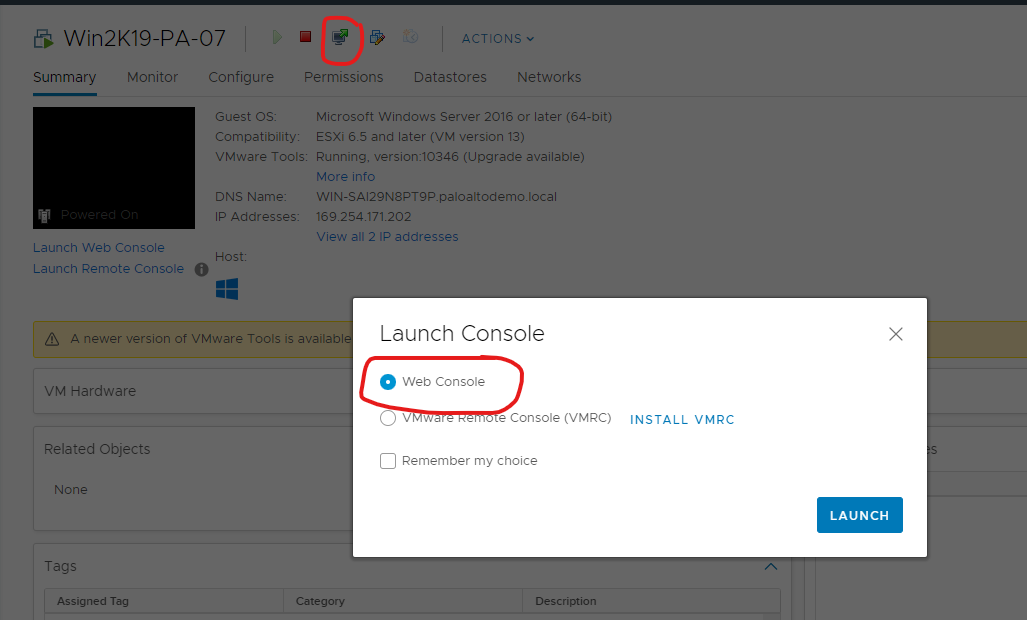 Win2K19-PA-07
ACTIONS
Summary Monitor Configure Permissions Datastores Networks
Guest OS: Microsoft Windows Server 2016 or later (64-bit)
Compatibility: ESXi 6.5 and later (VM version 13)
VMware Tools: Running, version:10346 (Upgrade available)
More info
DNS Name: WIN-SAI29N8PT9P.paloaltodemo.local
IP Addresses: 169.254.171.202
View all 2 IP addresses
Host:
Powered On
Launch Web Console
Launch Remote Console
A newer version of VMware Tools is available
VM Hardware
Related Objects
None
Tags
Assigned Tag Category Description
Launch Console
Web Console
VMware Remote Console (VMRC) INSTALL VMRC
Remember my choice
LAUNCH